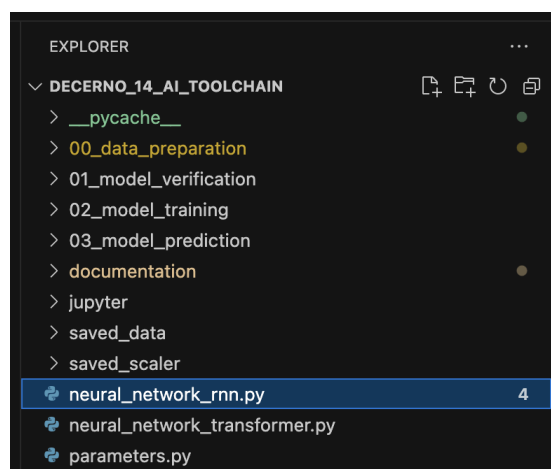 EXPLORER ...
DECERNO_14_AI_TOOLCHAIN
__pycache__
00_data_preparation
01_model_verification
02_model_training
03_model_prediction
documentation
jupyter
saved_data
saved_scaler
neural_network_rnn.py 4
neural_network_transformer.py
parameters.py